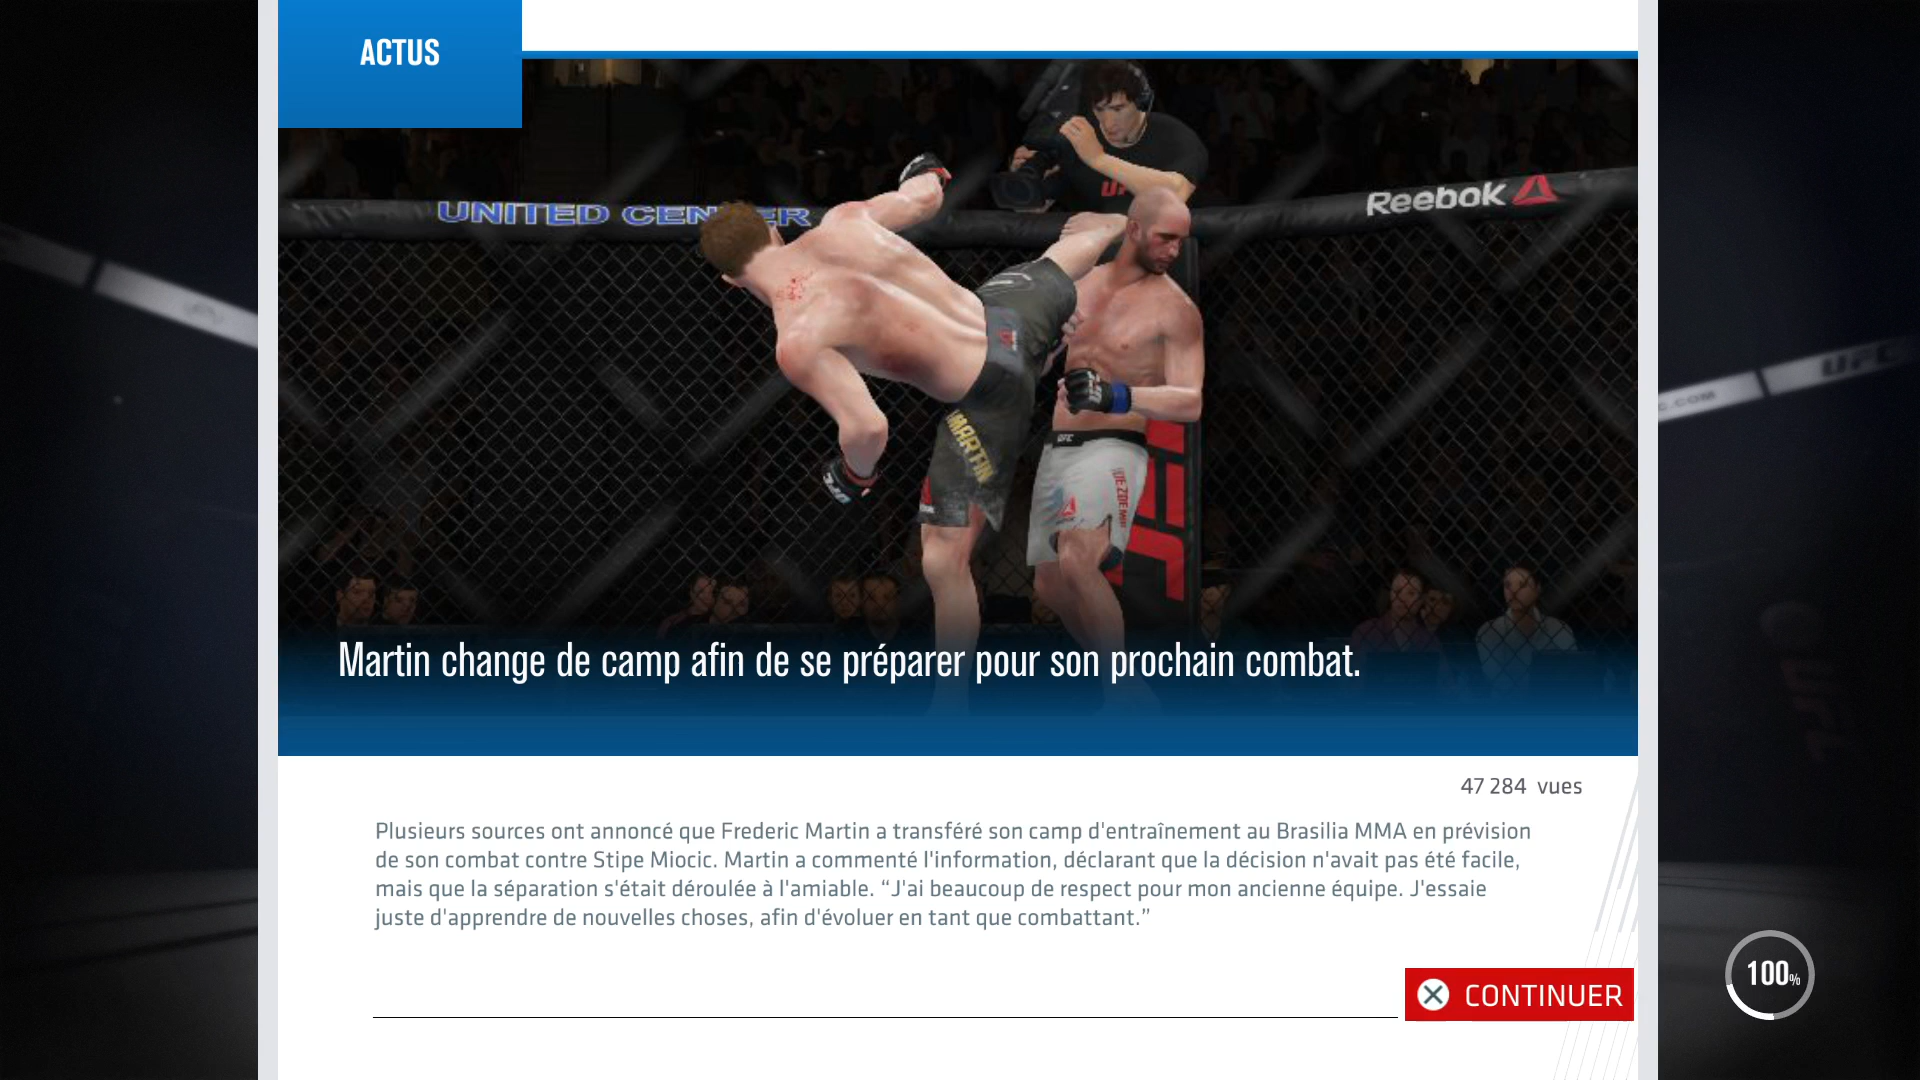 ACTUS
UNITED CENTER
Reebok
MARTIN
UFC
Martin change de camp afin de se préparer pour son prochain combat.
47 284 vues
Plusieurs sources ont annoncé que Frederic Martin a transféré son camp d'entraînement au Brasilia MMA en prévision
de son combat contre Stipe Miocic. Martin a commenté l'information, déclarant que la décision n'avait pas été facile,
mais que la séparation s'était déroulée à l'amiable. “J'ai beaucoup de respect pour mon ancienne équipe. J'essaie
juste d'apprendre de nouvelles choses, afin d'évoluer en tant que combattant.”
CONTINUER
100%